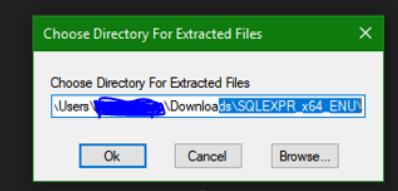 Choose Directory For Extracted Files
Choose Directory For Extracted Files
\Users\ \Downloads\SQLEXPR_x64_ENU\
Ok Cancel Browse...